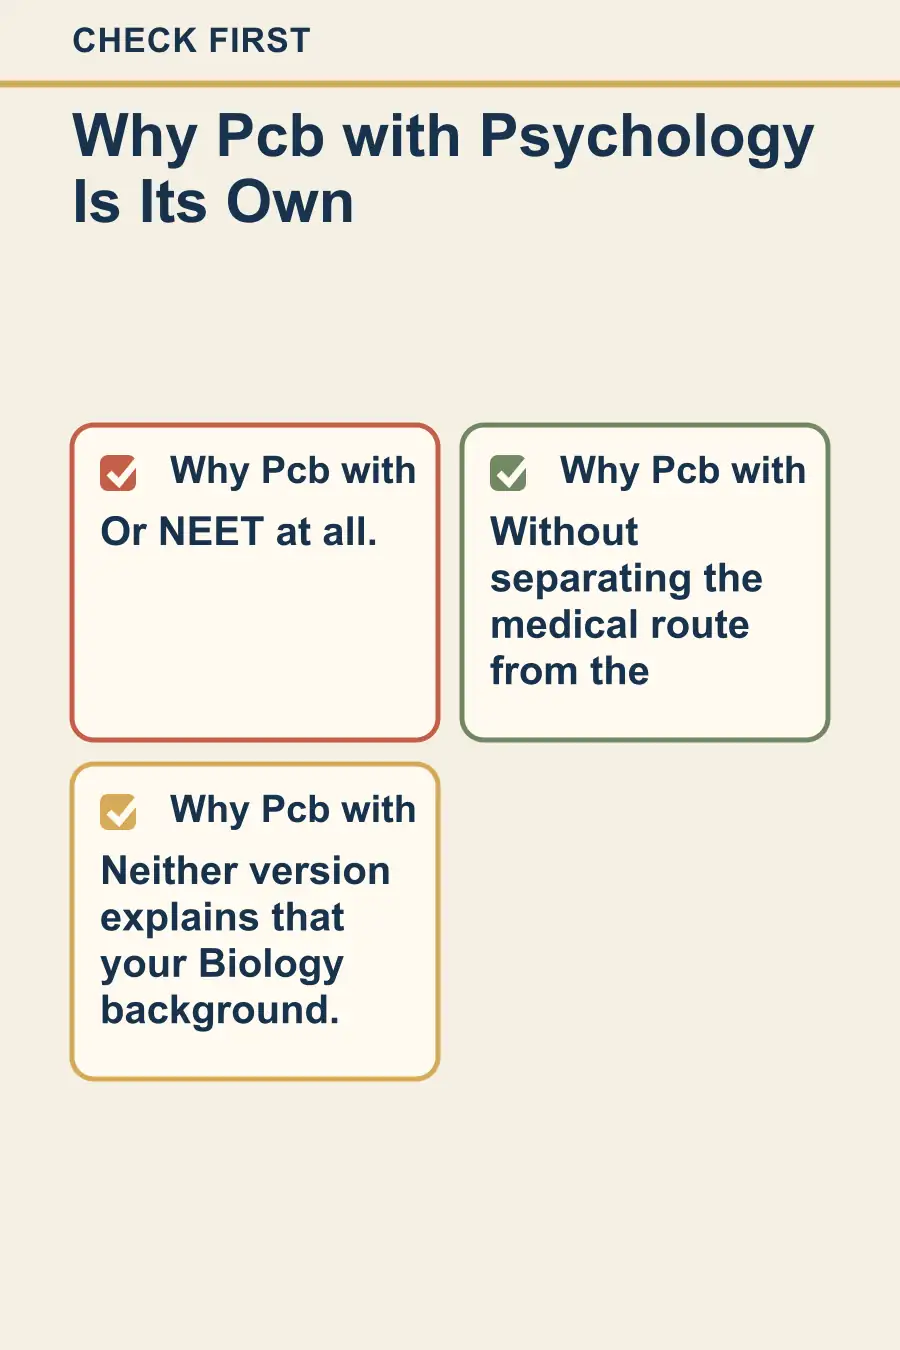 CHECK FIRST
Why Pcb with Psychology
Is Its Own
Why Pcb with
Or NEET at all.
Why Pcb with
Without
separating the
medical route
from the
Why Pcb with
Neither version
explains that
your Biology
background.